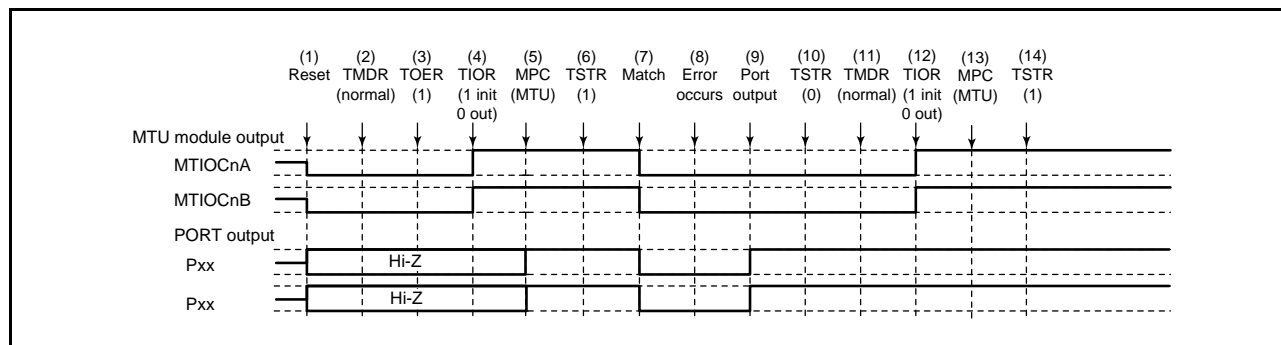 (1) (2) (3) (4) (5) (6) (7) (8) (9) (10) (11) (12) (13) (14)
Reset TMDR TOER TIOR MPC TSTR Match Error Port TSTR TMDR TIOR MPC TSTR
(normal) (1) (1 init (MTU) (1) occurs output (0) (normal) (1 init (MTU) (1)
0 out) 0 out)
MTU module output
MTIOCnA
MTIOCnB
PORT output
Pxx Hi-Z
Pxx Hi-Z